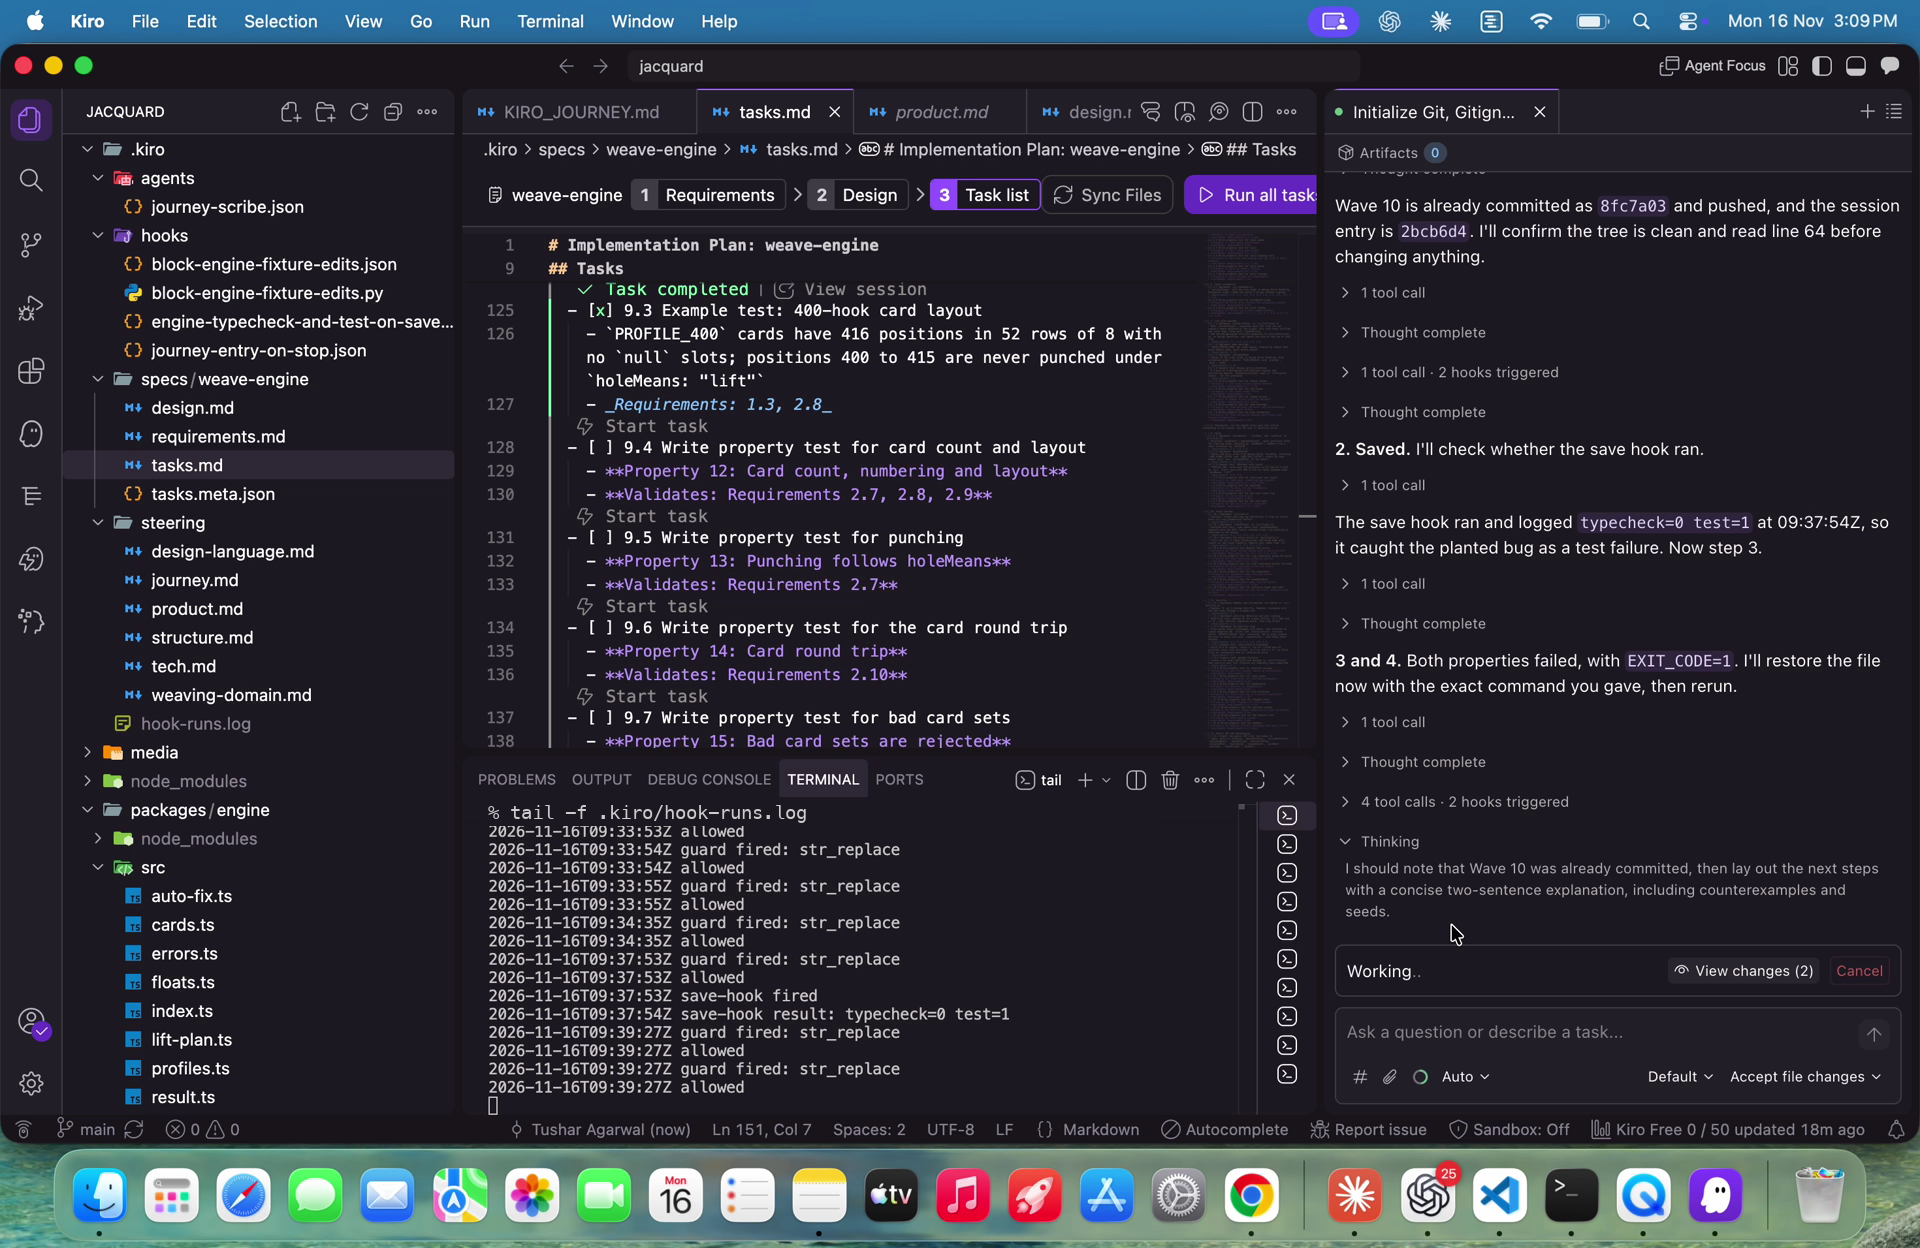 Kiro File Edit Selection View Go Run Terminal Window Help
Mon 16 Nov 3:09 PM
jacquard
Agent Focus
JACQUARD
.kiro
agents
journey-scribe.json
hooks
block-engine-fixture-edits.json
block-engine-fixture-edits.py
engine-typecheck-and-test-on-save...
journey-entry-on-stop.json
specs/weave-engine
design.md
requirements.md
tasks.md
tasks.meta.json
steering
design-language.md
journey.md
product.md
structure.md
tech.md
weaving-domain.md
hook-runs.log
media
node_modules
packages/engine
node_modules
src
auto-fix.ts
cards.ts
errors.ts
floats.ts
index.ts
lift-plan.ts
profiles.ts
result.ts
KIRO_JOURNEY.md tasks.md product.md design.r
.kiro > specs > weave-engine > tasks.md > # Implementation Plan: weave-engine > ## Tasks
weave-engine 1 Requirements > 2 Design > 3 Task list Sync Files Run all tasks
1 # Implementation Plan: weave-engine
9 ## Tasks
✓ Task completed | View session
125 - [x] 9.3 Example test: 400-hook card layout
126 - `PROFILE_400` cards have 416 positions in 52 rows of 8 with
no `null` slots; positions 400 to 415 are never punched under
`holeMeans: "lift"`
127 - _Requirements: 1.3, 2.8_
Start task
128 - [ ] 9.4 Write property test for card count and layout
129 - **Property 12: Card count, numbering and layout**
130 - **Validates: Requirements 2.7, 2.8, 2.9**
Start task
131 - [ ] 9.5 Write property test for punching
132 - **Property 13: Punching follows holeMeans**
133 - **Validates: Requirements 2.7**
Start task
134 - [ ] 9.6 Write property test for the card round trip
135 - **Property 14: Card round trip**
136 - **Validates: Requirements 2.10**
Start task
137 - [ ] 9.7 Write property test for bad card sets
138 - **Property 15: Bad card sets are rejected**
PROBLEMS OUTPUT DEBUG CONSOLE TERMINAL PORTS tail
% tail -f .kiro/hook-runs.log
2026-11-16T09:33:53Z allowed
2026-11-16T09:33:54Z guard fired: str_replace
2026-11-16T09:33:54Z allowed
2026-11-16T09:33:55Z guard fired: str_replace
2026-11-16T09:33:55Z allowed
2026-11-16T09:34:35Z guard fired: str_replace
2026-11-16T09:34:35Z allowed
2026-11-16T09:37:53Z guard fired: str_replace
2026-11-16T09:37:53Z allowed
2026-11-16T09:37:53Z save-hook fired
2026-11-16T09:37:54Z save-hook result: typecheck=0 test=1
2026-11-16T09:39:27Z guard fired: str_replace
2026-11-16T09:39:27Z allowed
2026-11-16T09:39:27Z guard fired: str_replace
2026-11-16T09:39:27Z allowed
Initialize Git, Gitign...
Artifacts 0
Thought complete
Wave 10 is already committed as 8fc7a03 and pushed, and the session
entry is 2bcb6d4. I'll confirm the tree is clean and read line 64 before
changing anything.
1 tool call
Thought complete
1 tool call · 2 hooks triggered
Thought complete
2. Saved. I'll check whether the save hook ran.
1 tool call
The save hook ran and logged typecheck=0 test=1 at 09:37:54Z, so
it caught the planted bug as a test failure. Now step 3.
1 tool call
Thought complete
3 and 4. Both properties failed, with EXIT_CODE=1. I'll restore the file
now with the exact command you gave, then rerun.
1 tool call
Thought complete
4 tool calls · 2 hooks triggered
Thinking
I should note that Wave 10 was already committed, then lay out the next steps
with a concise two-sentence explanation, including counterexamples and
seeds.
Working.. View changes (2) Cancel
Ask a question or describe a task...
# Auto Default Accept file changes
main 0 0 Tushar Agarwal (now) Ln 151, Col 7 Spaces: 2 UTF-8 LF {} Markdown Autocomplete Report issue Sandbox: Off Kiro Free 0 / 50 updated 18m ago
Mon
16
tv
25